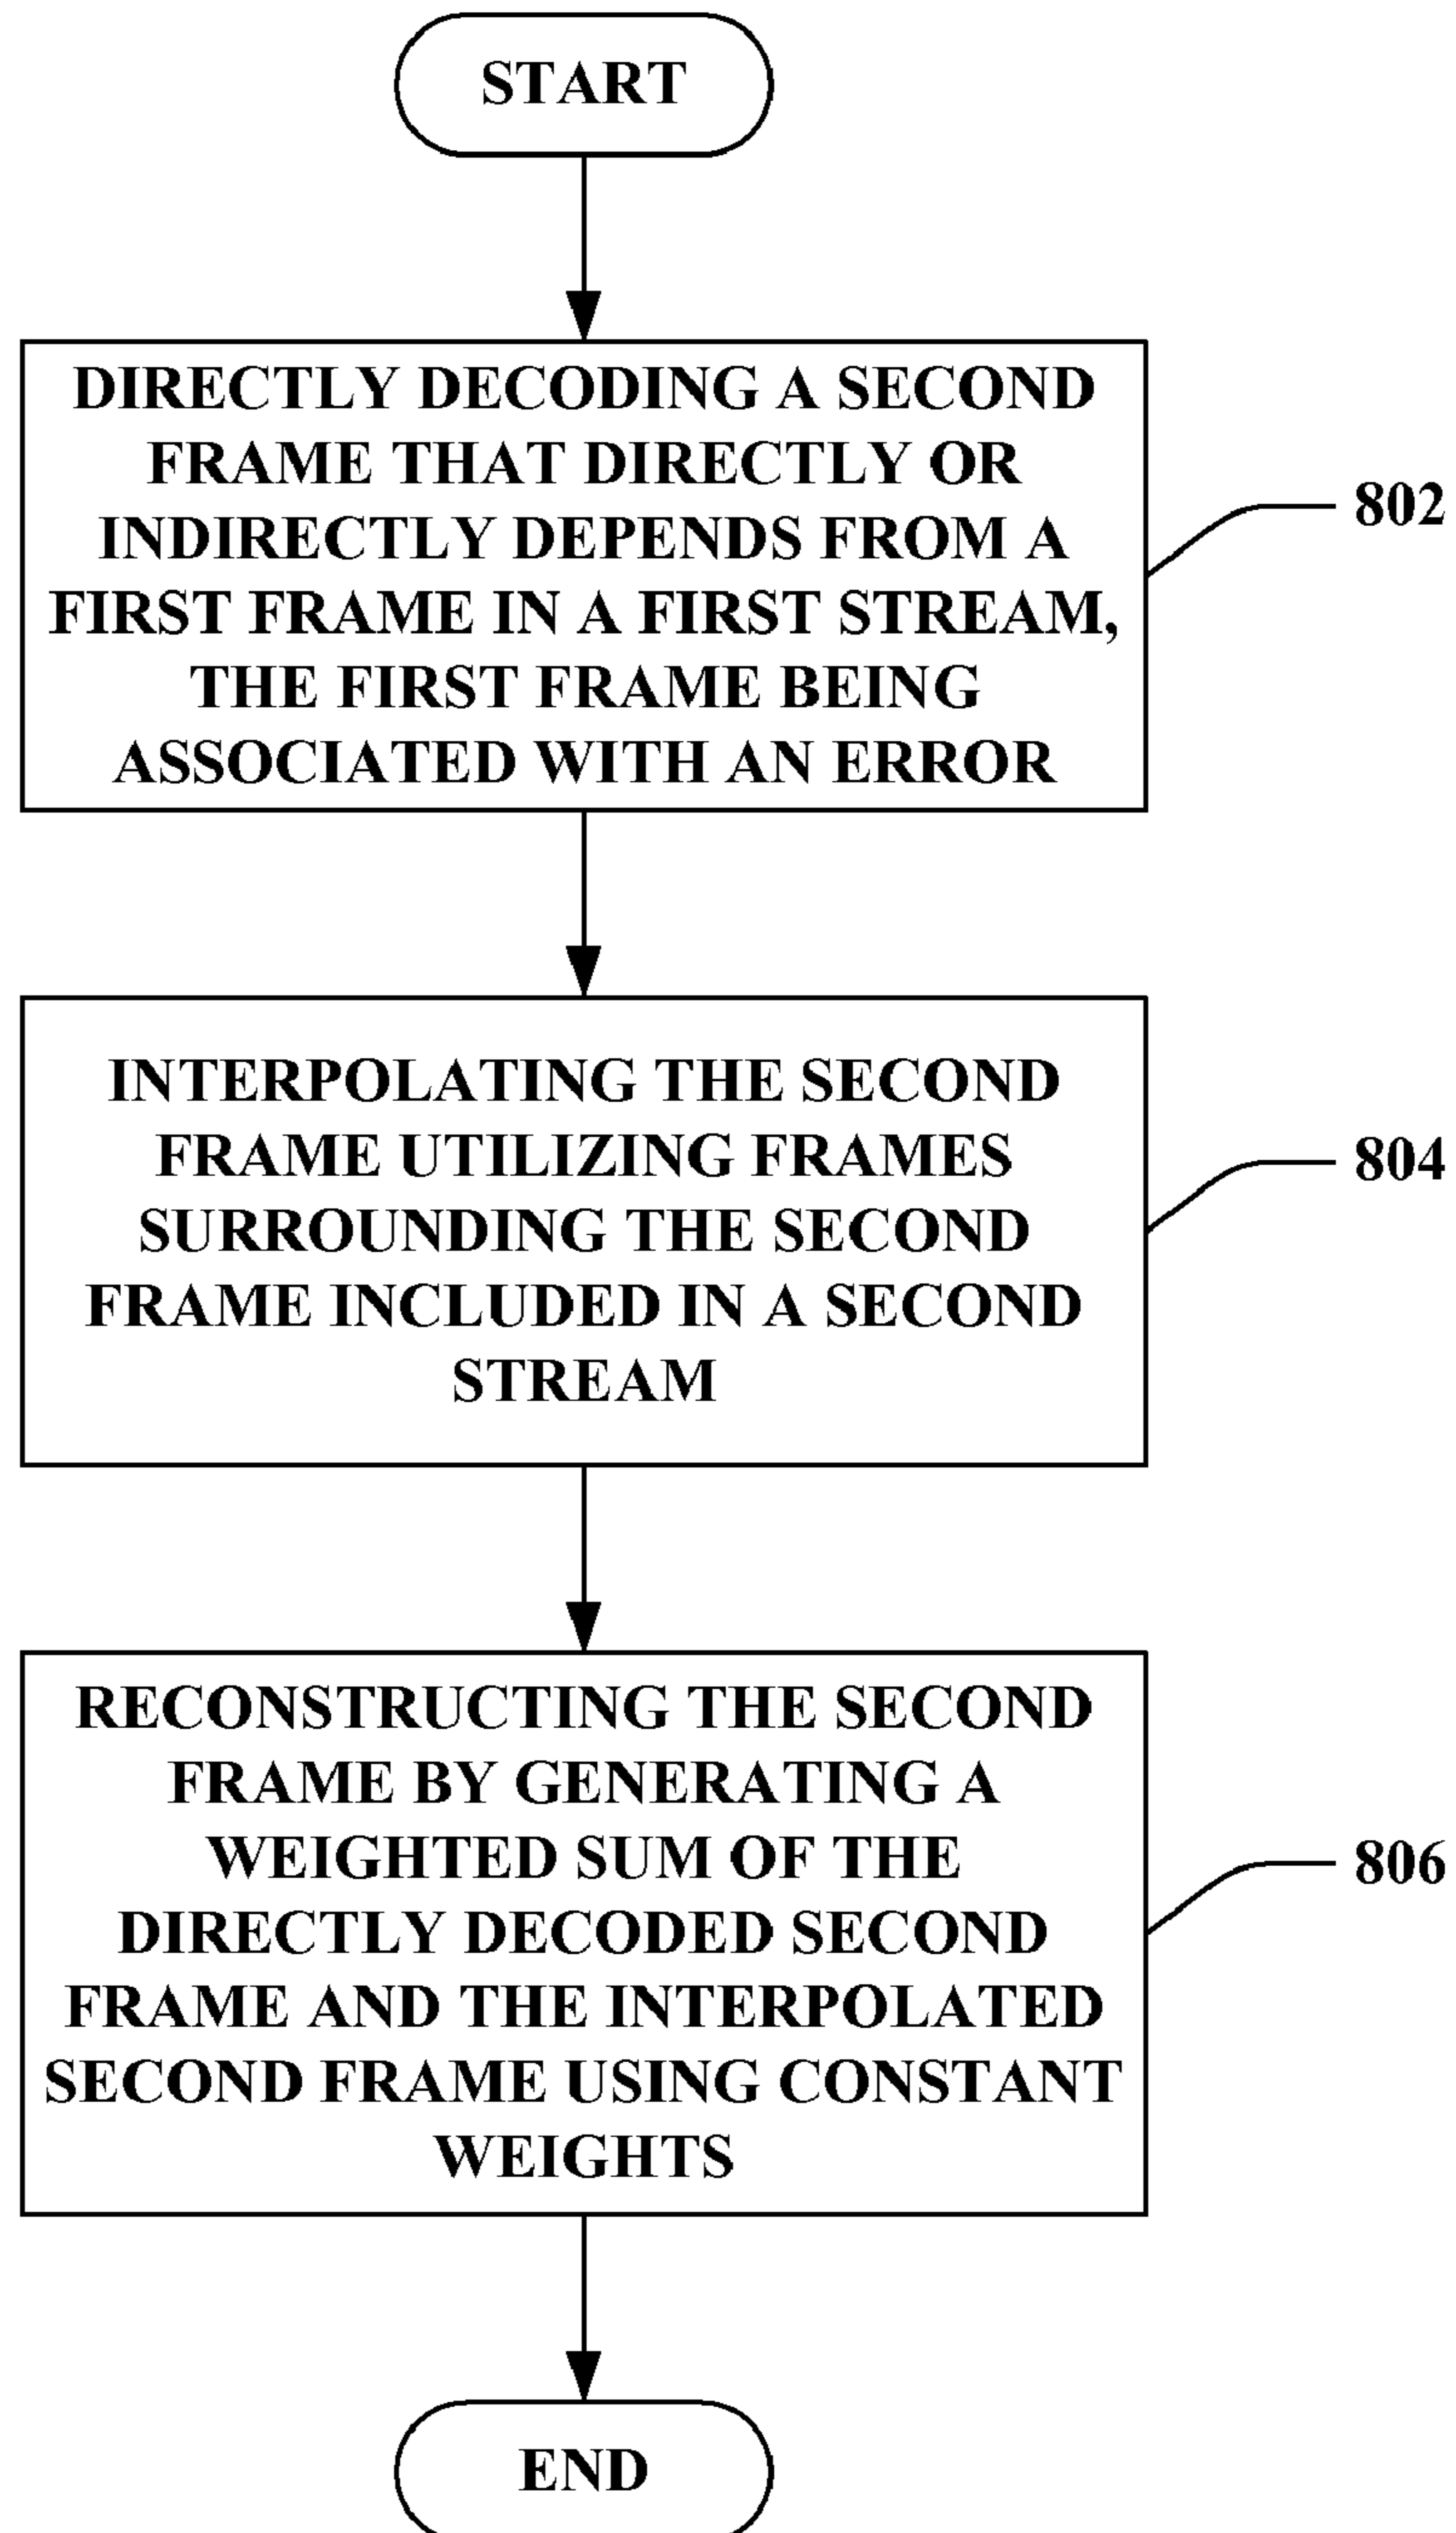 START
DIRECTLY DECODING A SECOND
FRAME THAT DIRECTLY OR
INDIRECTLY DEPENDS FROM A
FIRST FRAME IN A FIRST STREAM,
THE FIRST FRAME BEING
ASSOCIATED WITH AN ERROR
802
INTERPOLATING THE SECOND
FRAME UTILIZING FRAMES
SURROUNDING THE SECOND
FRAME INCLUDED IN A SECOND
STREAM
804
RECONSTRUCTING THE SECOND
FRAME BY GENERATING A
WEIGHTED SUM OF THE
DIRECTLY DECODED SECOND
FRAME AND THE INTERPOLATED
SECOND FRAME USING CONSTANT
WEIGHTS
806
END